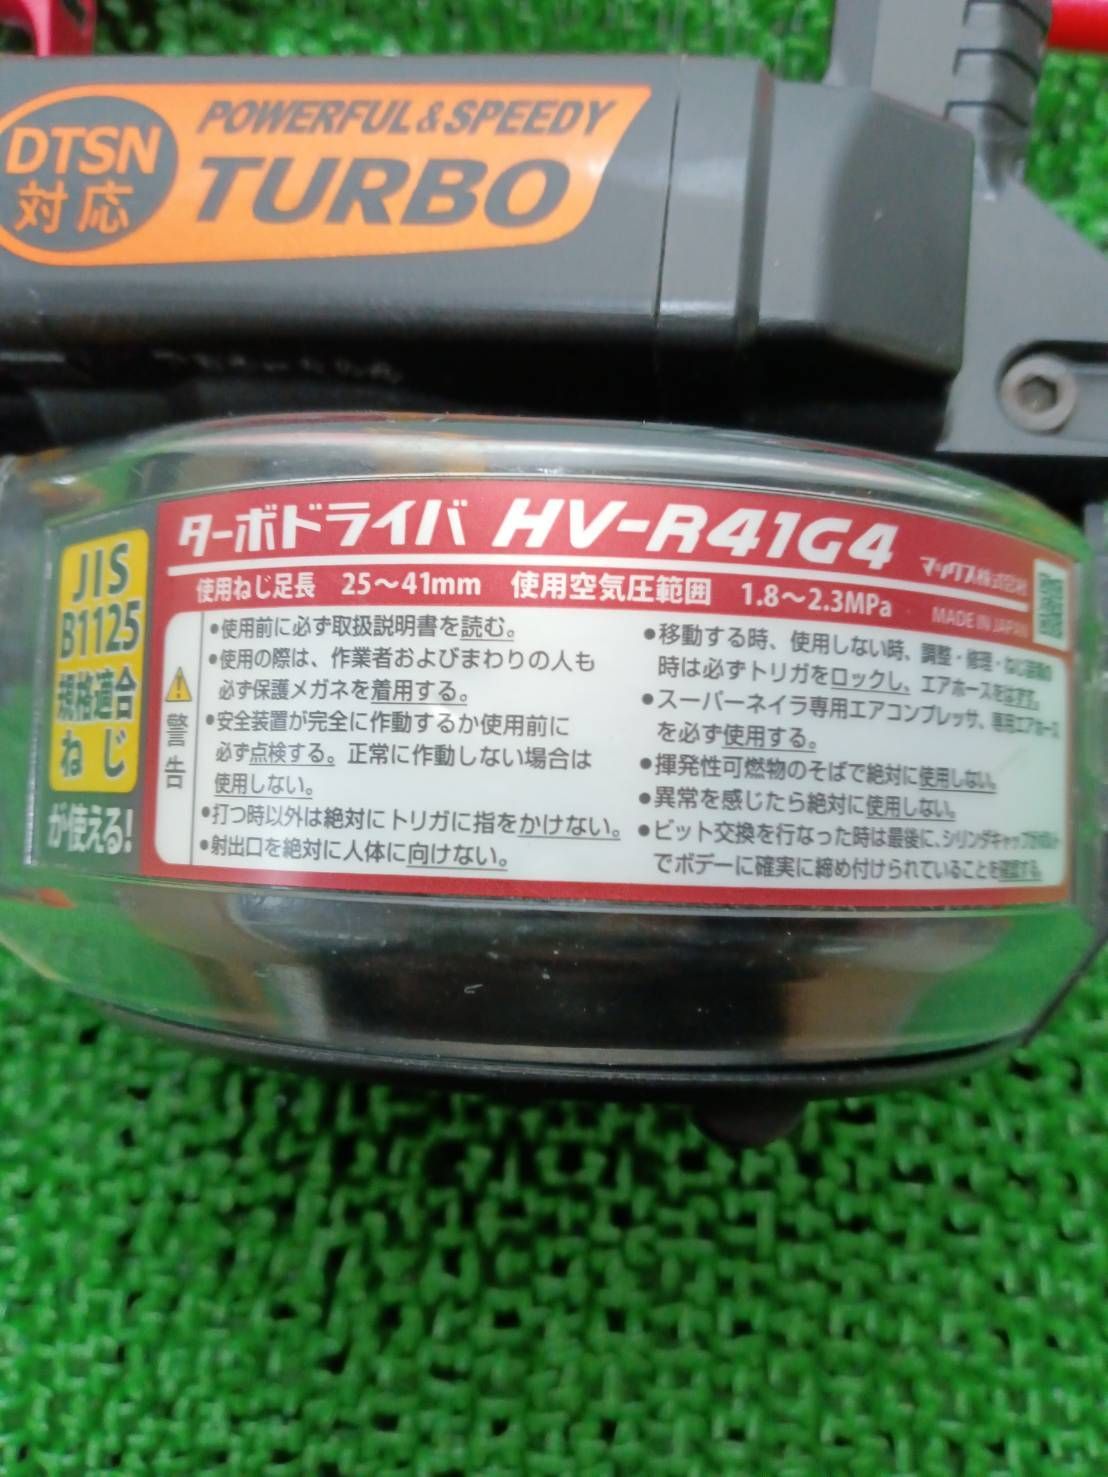 DTSN
対応
POWERFUL&SPEEDY
TURBO
JIS
B1125
規格適合
ねじ
が使える!
ターボドライバ HV-R41G4 マックス株式会社
使用ねじ足長 25〜41mm 使用空気圧範囲 1.8〜2.3MPa MADE IN JAPAN
警告
•使用前に必ず取扱説明書を読む。
•使用の際は、作業者およびまわりの人も
必ず保護メガネを着用する。
•安全装置が完全に作動するか使用前に
必ず点検する。正常に作動しない場合は
使用しない。
•打つ時以外は絶対にトリガに指をかけない。
•射出口を絶対に人体に向けない。
•移動する時、使用しない時、調整・修理・ねじ装填の
時は必ずトリガをロックし、エアホースをはずす。
•スーパーネイラ専用エアコンプレッサ、専用エアホース
を必ず使用する。
•揮発性可燃物のそばで絶対に使用しない。
•異常を感じたら絶対に使用しない。
•ビット交換を行なった時は最後に、シリンダキャップが
でボデーに確実に締め付けられていることを確認する。